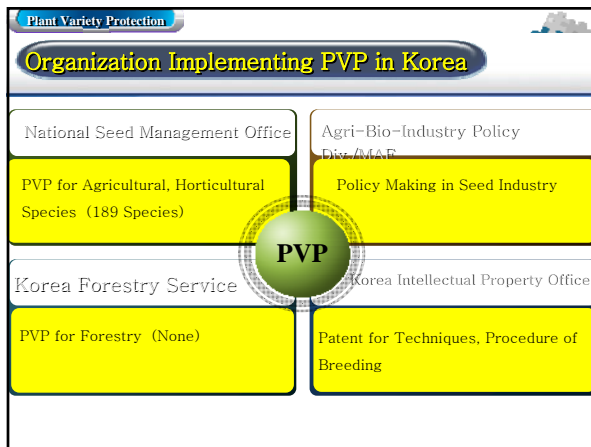 Plant Variety Protection
Organization Implementing PVP in Korea
National Seed Management Office
PVP for Agricultural, Horticultural
Species (189 Species)
Agri-Bio-Industry Policy
Div./MAF
Policy Making in Seed Industry
PVP
Korea Forestry Service
PVP for Forestry (None)
Korea Intellectual Property Office
Patent for Techniques, Procedure of
Breeding